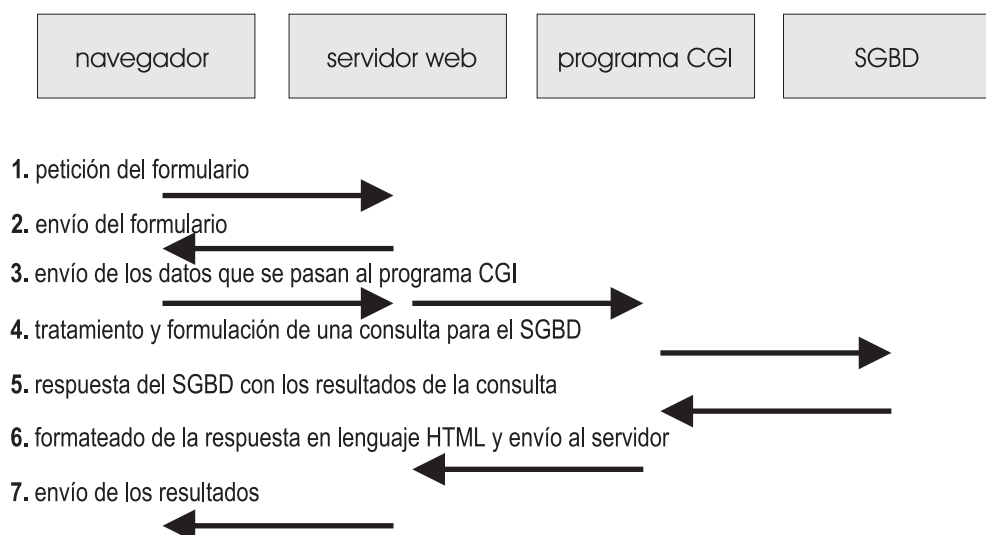 navegador
servidor web
programa CGI
SGBD
1. petición del formulario
2. envío del formulario
3. envío de los datos que se pasan al programa CGI
4. tratamiento y formulación de una consulta para el SGBD
5. respuesta del SGBD con los resultados de la consulta
6. formateado de la respuesta en lenguaje HTML y envío al servidor
7. envío de los resultados